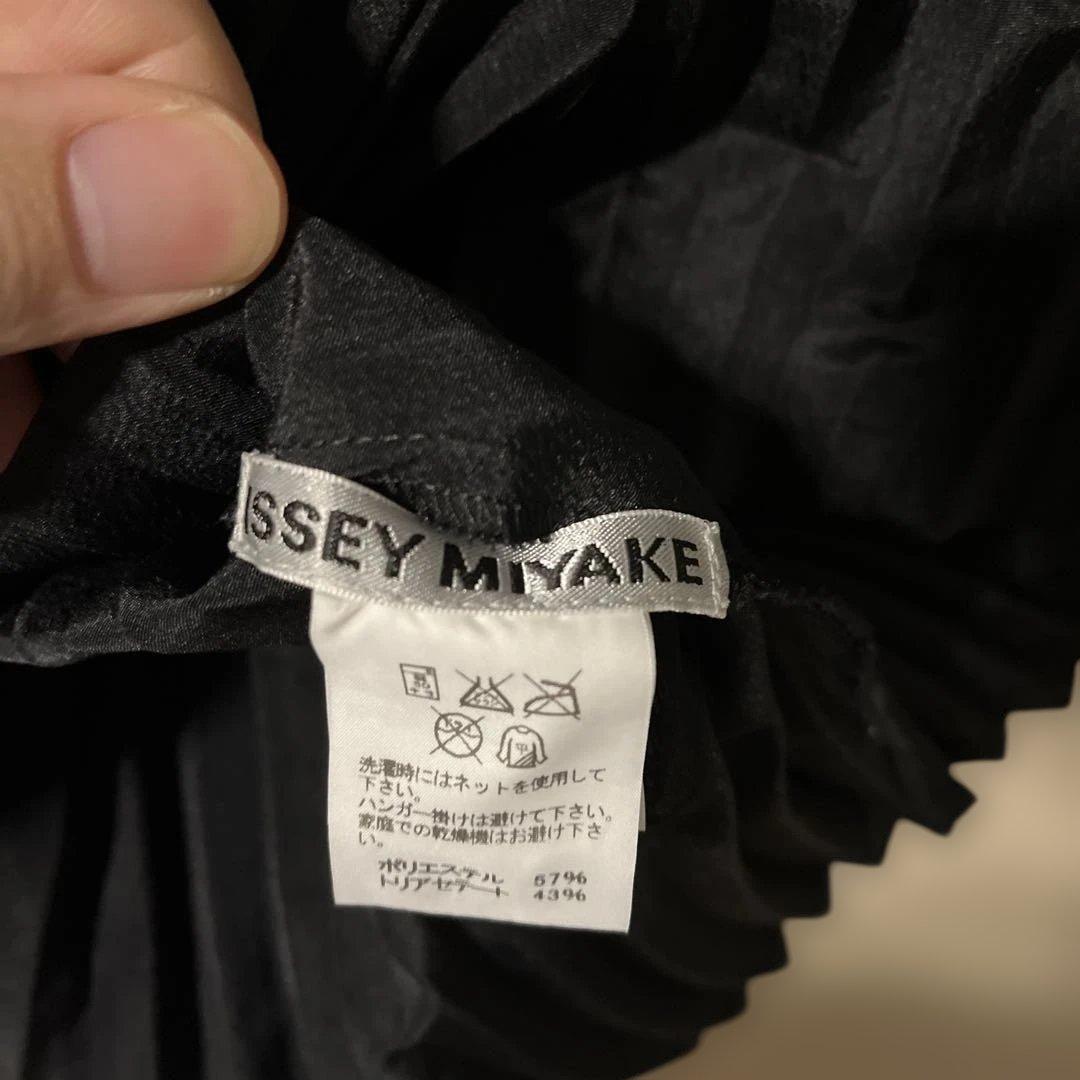 ISSEY MIYAKE
洗濯時にはネットを使用して
下さい。
ハンガー掛けは避けて下さい。
家庭での乾燥機はお避け下さ
い。
ポリエステル 57%
トリアセテート 43%